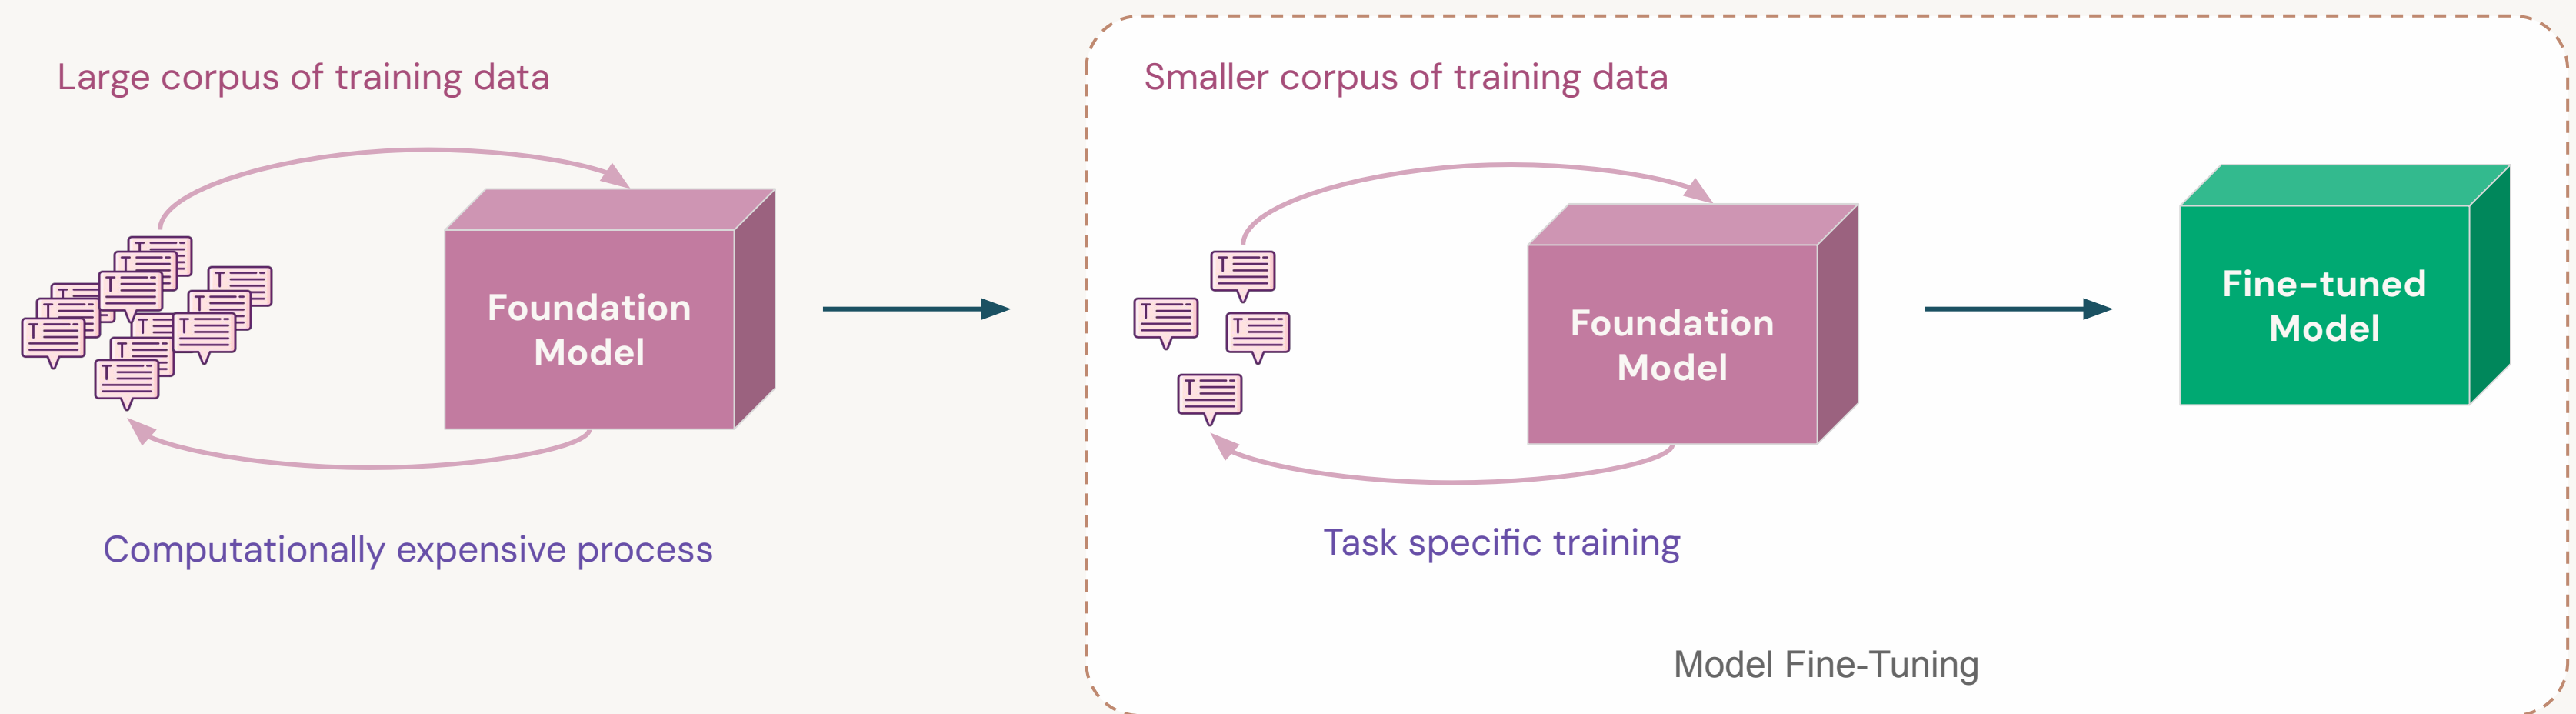 Large corpus of training data
Foundation
Model
Computationally expensive process
Smaller corpus of training data
Foundation
Model
Task specific training
Fine-tuned
Model
Model Fine-Tuning